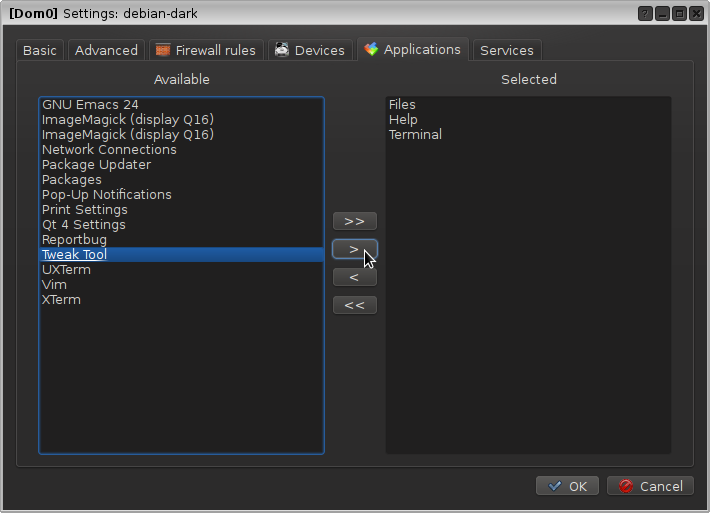 [Dom0] Settings: debian-dark
Basic
Advanced
Firewall rules
Devices
Applications
Services
Available
Selected
GNU Emacs 24
ImageMagick (display Q16)
ImageMagick (display Q16)
Network Connections
Package Updater
Packages
Pop-Up Notifications
Print Settings
Qt 4 Settings
Reportbug
Tweak Tool
UXTerm
Vim
XTerm
>>
>
<
<<
Files
Help
Terminal
OK
Cancel